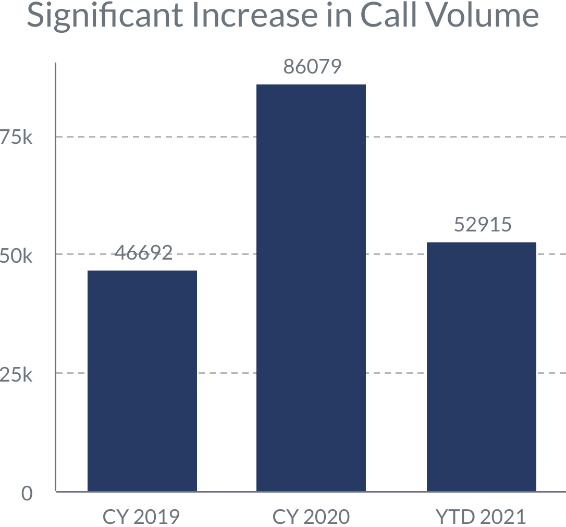 Significant Increase in Call Volume
86079
75k
52915
46692
50k
25k
0
CY 2019 CY 2020 YTD 2021